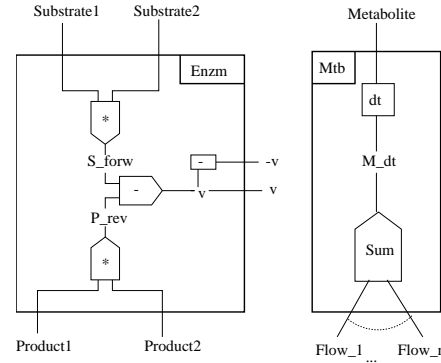 Substrate1 Substrate2
Enzm
*
S_forw
-
-v
-
v
v
P_rev
*
Product1 Product2
Metabolite
Mtb
dt
M_dt
Sum
Flow_1 ... Flow_n